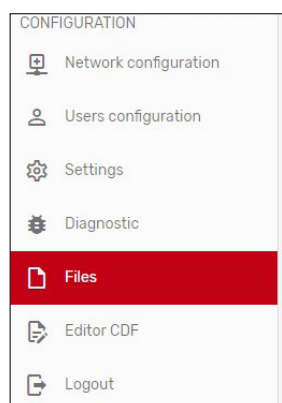 CONFIGURATION
Network configuration
Users configuration
Settings
Diagnostic
Files
Editor CDF
Logout